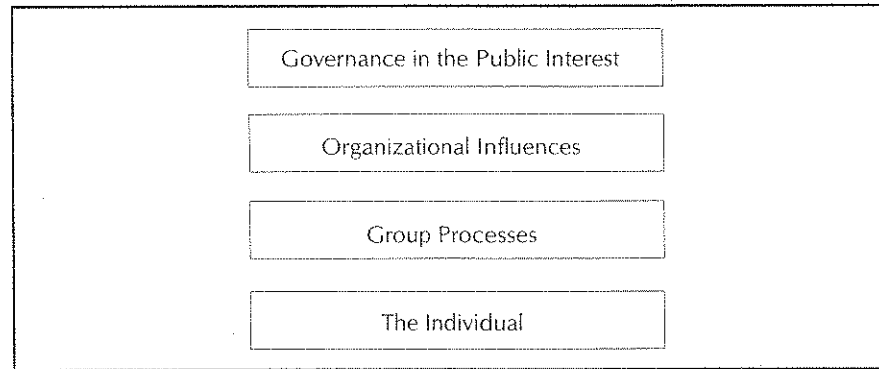 Governance in the Public Interest
Organizational Influences
Group Processes
The Individual